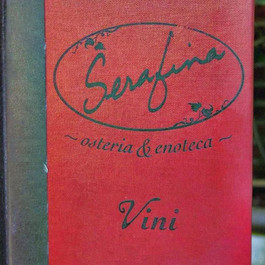 Serafina
~ osteria & enoteca ~
Vini